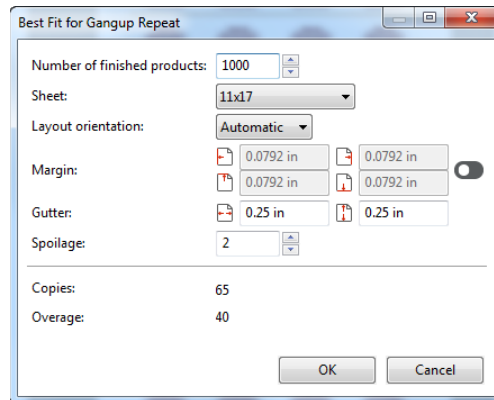 Best Fit for Gangup Repeat
Number of finished products: 1000
Sheet: 11x17
Layout orientation: Automatic
0.0792 in 0.0792 in
Margin:
0.0792 in 0.0792 in
Gutter: 0.25 in 0.25 in
Spoilage: 2
Copies: 65
Overage: 40
OK Cancel